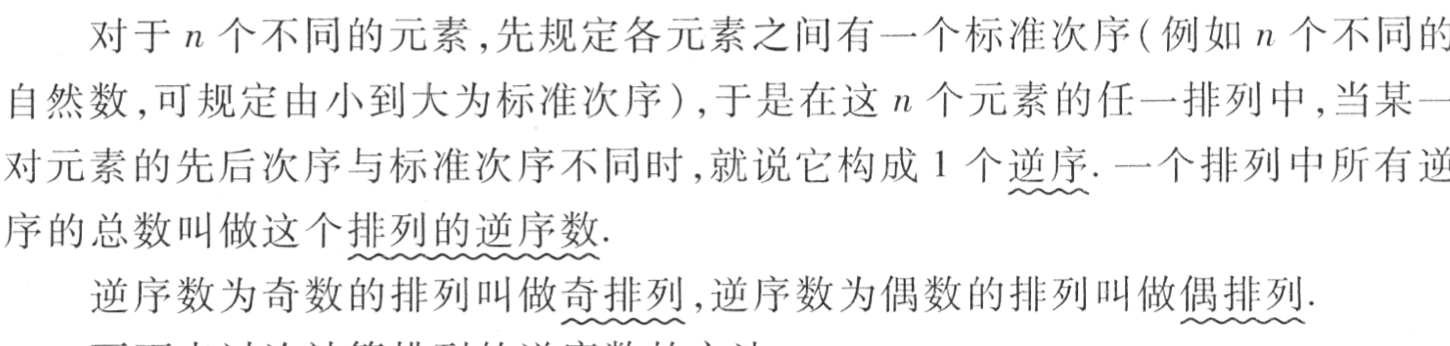 对于 n 个不同的元素,先规定各元素之间有一个标准次序(例如 n 个不同的
自然数,可规定由小到大为标准次序),于是在这 n 个元素的任一排列中,当某一
对元素的先后次序与标准次序不同时,就说它构成 1 个逆序. 一个排列中所有逆
序的总数叫做这个排列的逆序数.
逆序数为奇数的排列叫做奇排列,逆序数为偶数的排列叫做偶排列.